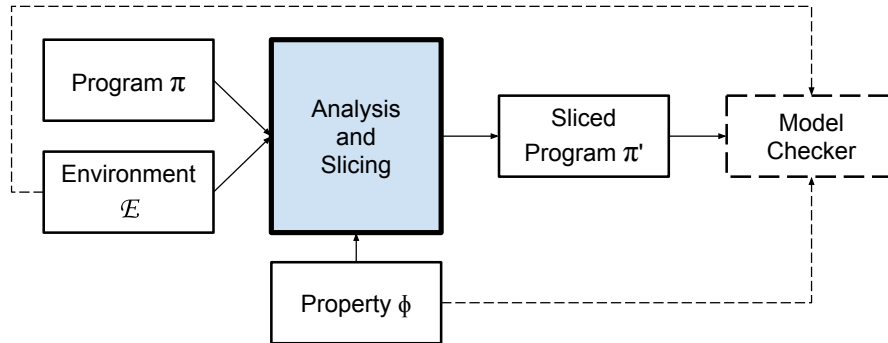 Program π
Environment
ℰ
Analysis
and
Slicing
Property ϕ
Sliced
Program π'
Model
Checker